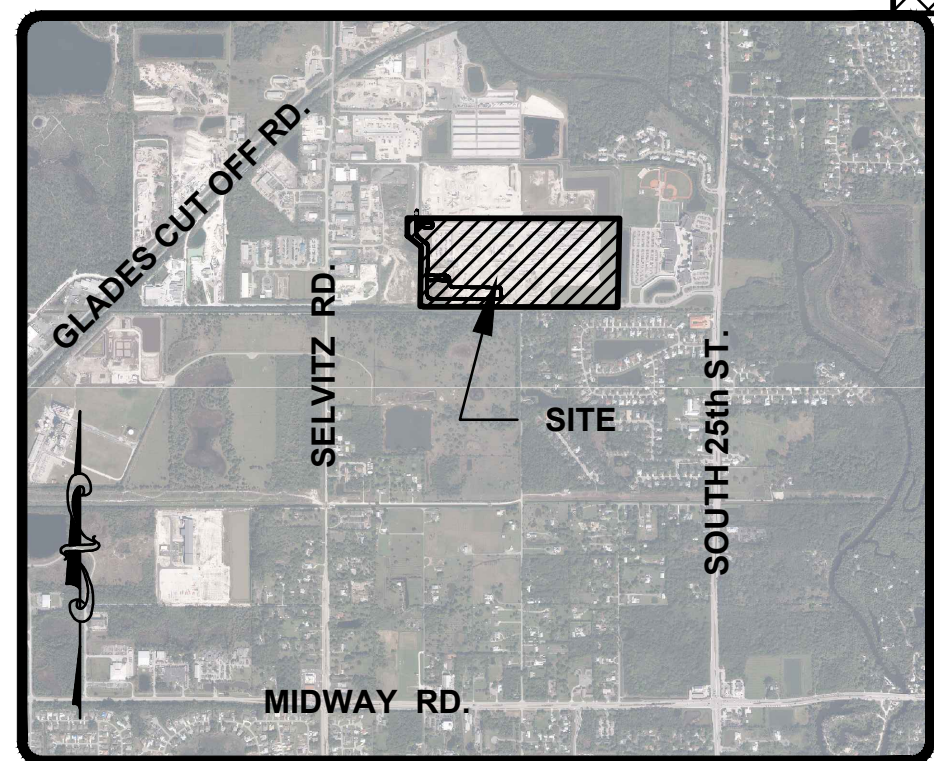 GLADES CUT OFF RD.
SELVITZ RD.
SITE
SOUTH 25th ST.
MIDWAY RD.